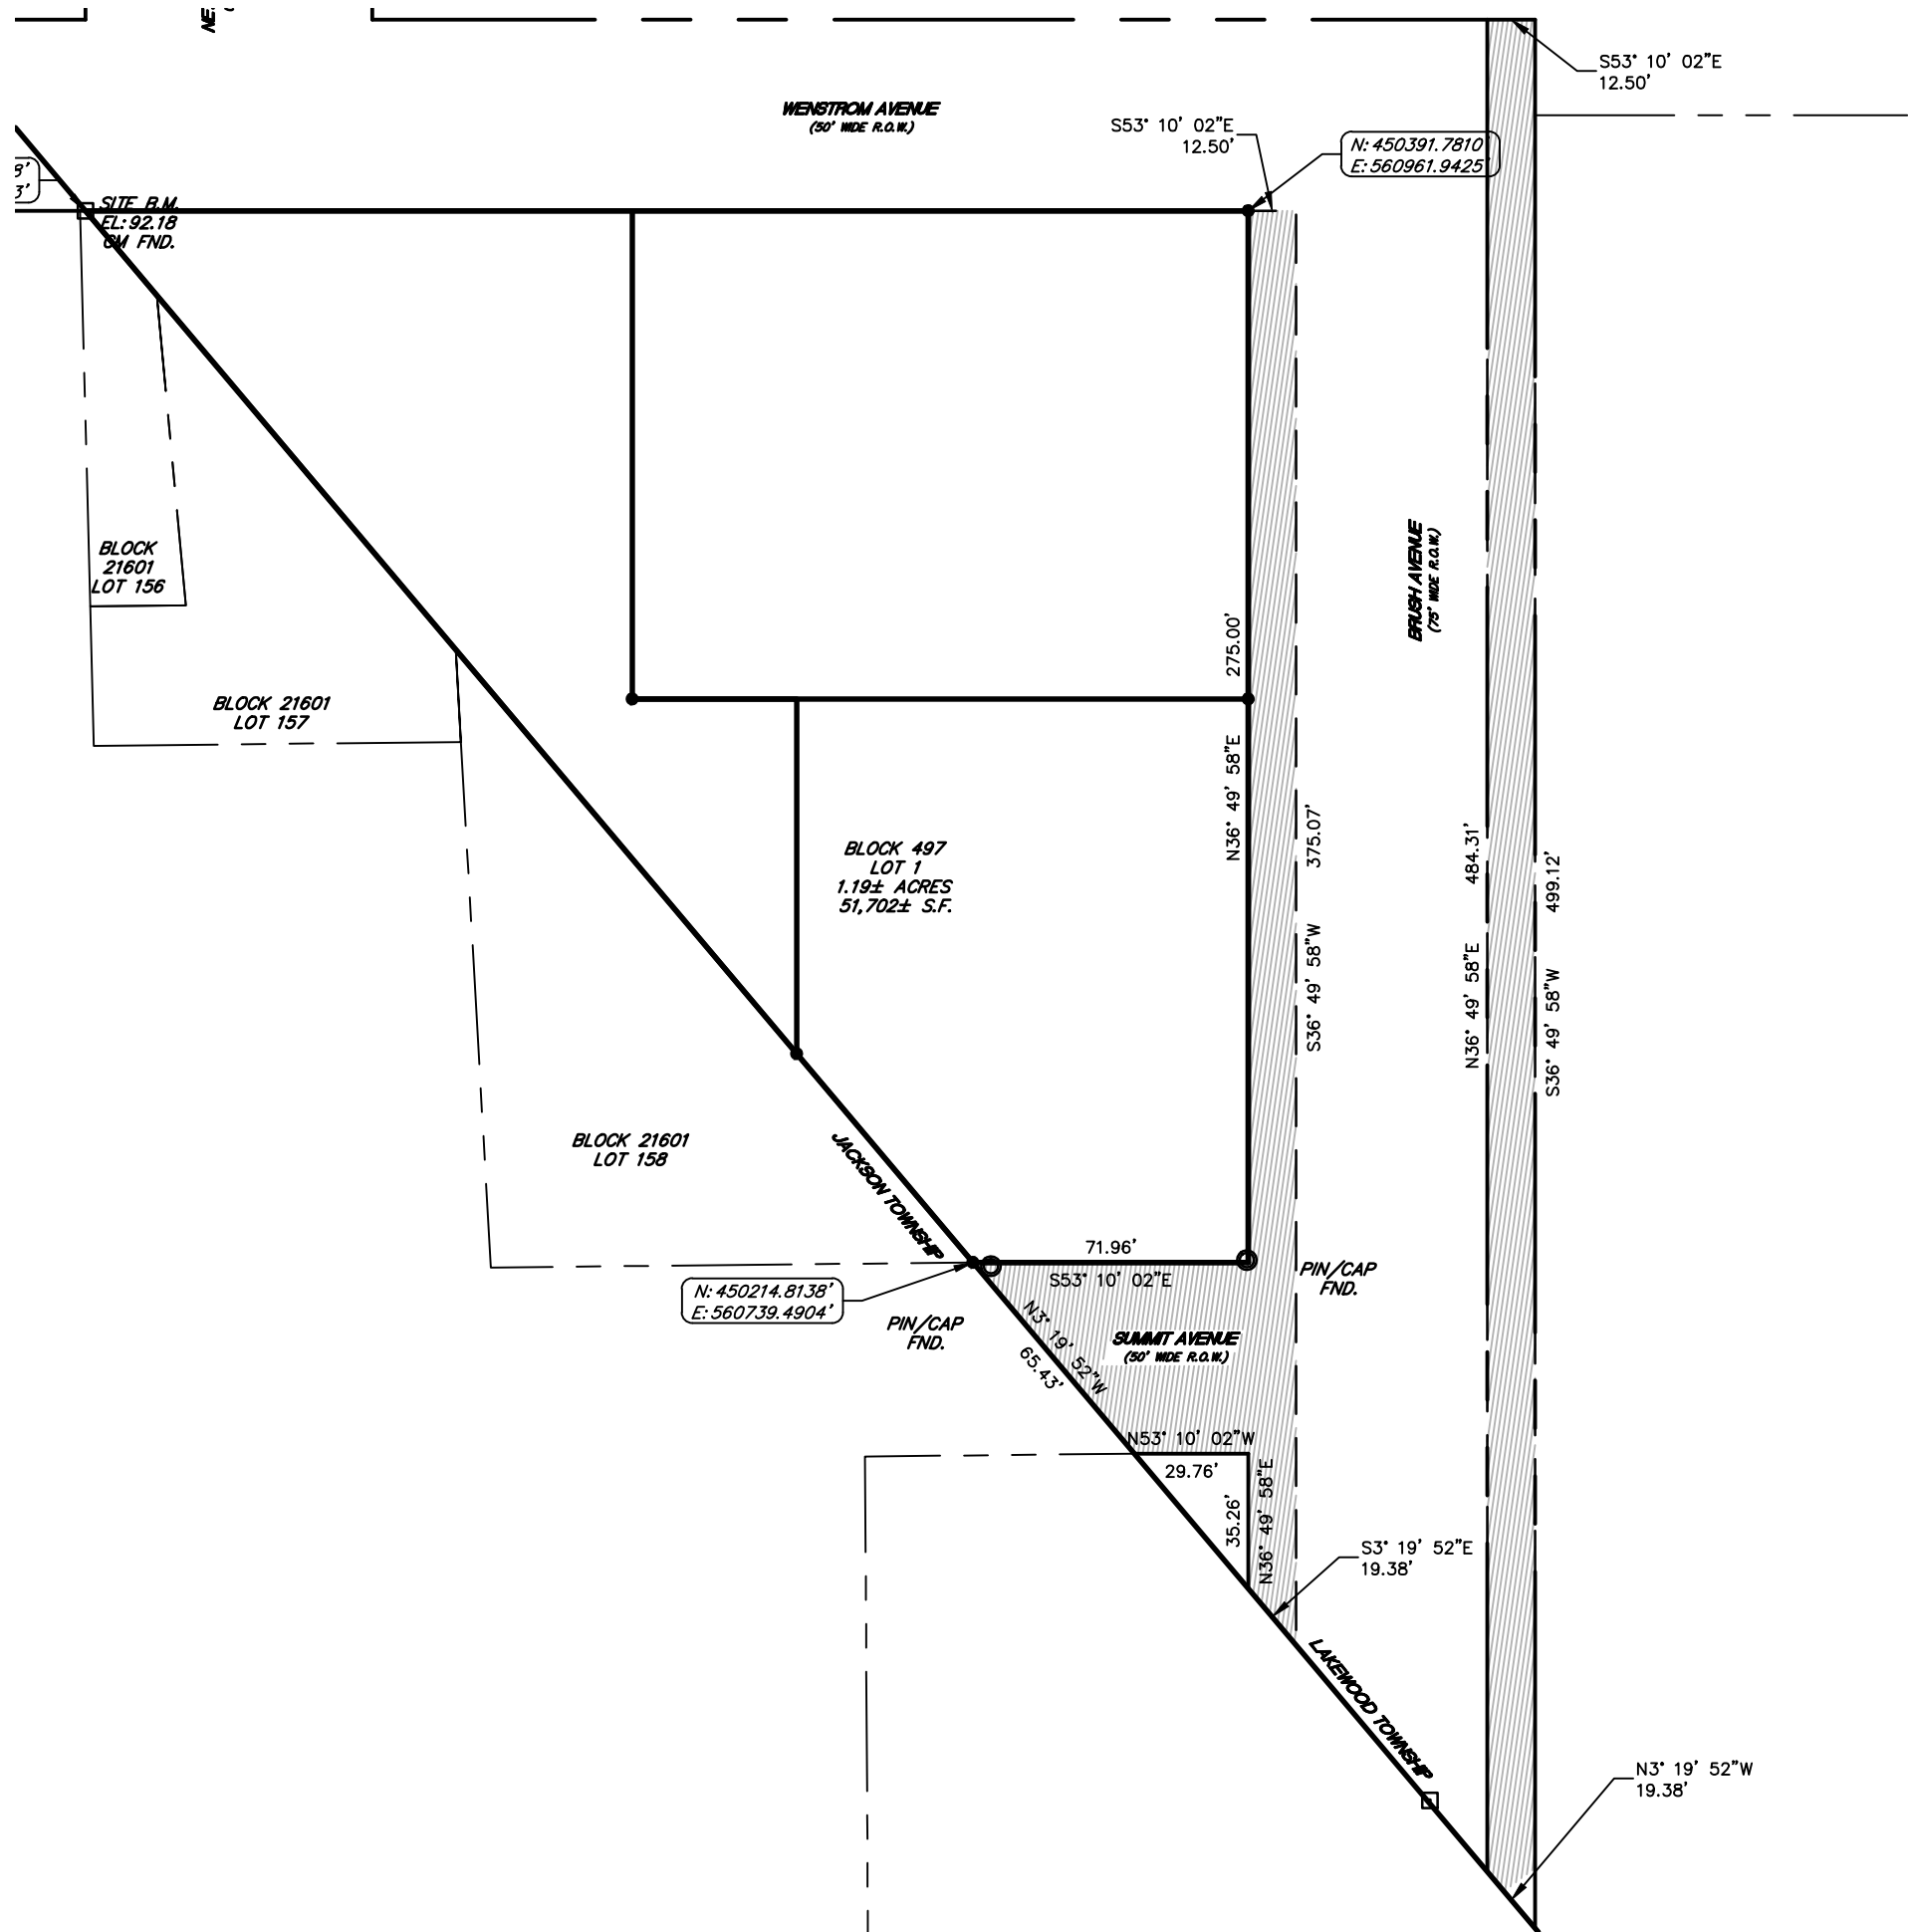 S53° 10' 02"E
12.50'
WENSTROM AVENUE
(50' WIDE R.O.W.)
S53° 10' 02"E
12.50'
N: 450391.7810'
E: 560961.9425'
SITE B.M.
EL: 92.18
CM FND.
BLOCK
21601
LOT 156
BLOCK 21601
LOT 157
BRUSH AVENUE
(75' WIDE R.O.W.)
275.00'
N36° 49' 58"E
375.07'
S36° 49' 58"W
484.31'
N36° 49' 58"E
499.12'
S36° 49' 58"W
BLOCK 497
LOT 1
1.19± ACRES
51,702± S.F.
BLOCK 21601
LOT 158
JACKSON TOWNSHIP
71.96'
S53° 10' 02"E
PIN/CAP
FND.
N: 450214.8138'
E: 560739.4904'
PIN/CAP
FND.
N3° 19' 52"W
65.43'
SUMMIT AVENUE
(50' WIDE R.O.W.)
N53° 10' 02"W
29.76'
35.26'
N36° 49' 58"E
S3° 19' 52"E
19.38'
LAKEWOOD TOWNSHIP
N3° 19' 52"W
19.38'